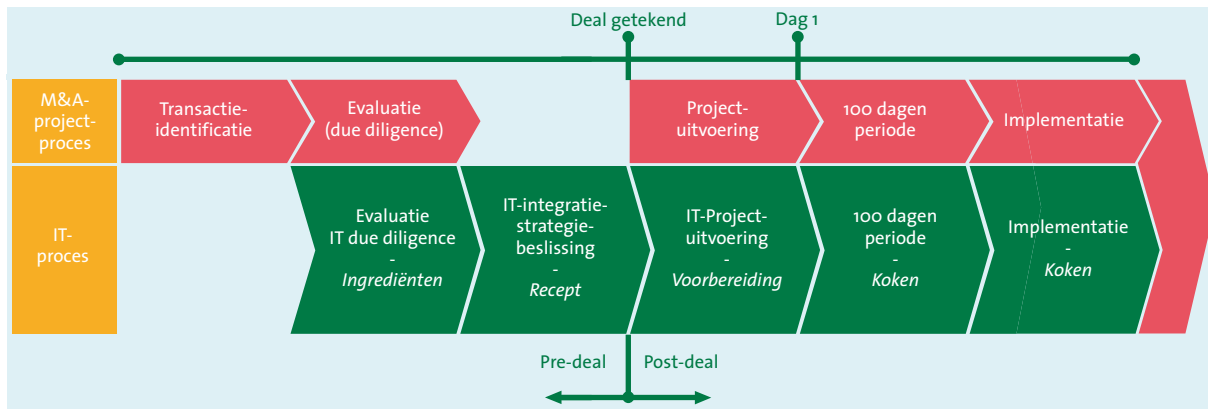 Deal getekend
Dag 1
M&A-
project-
proces
Transactie-
identificatie
Evaluatie
(due diligence)
Project-
uitvoering
100 dagen
periode
Implementatie
IT-
proces
Evaluatie
IT due diligence
-
Ingrediënten
IT-integratie-
strategie-
beslissing
-
Recept
IT-Project-
uitvoering
-
Voorbereiding
100 dagen
periode
-
Koken
Implementatie
-
Koken
Pre-deal
Post-deal